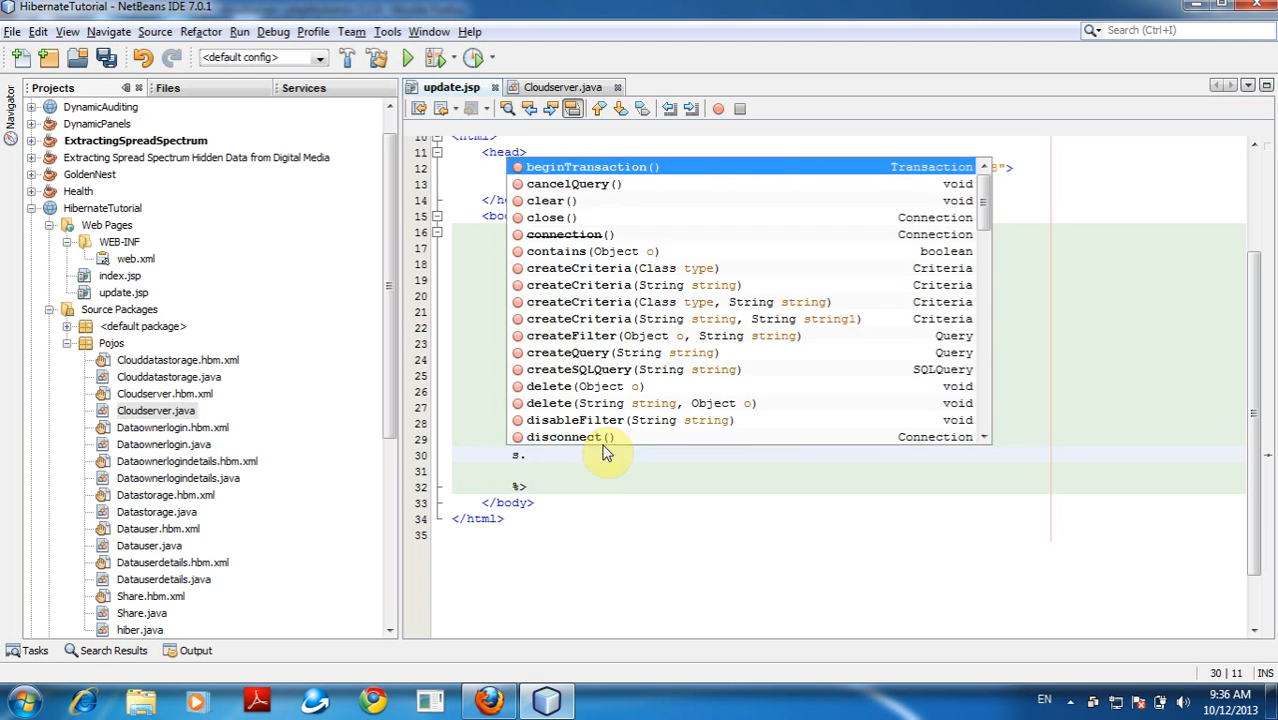 HibernateTutorial - NetBeans IDE 7.0.1
File Edit View Navigate Source Refactor Run Debug Profile Team Tools Window Help
Search (Ctrl+I)
<default config>
Projects Files Services
update.jsp Cloudserver.java
Navigator
DynamicAuditing
DynamicPanels
ExtractingSpreadSpectrum
Extracting Spread Spectrum Hidden Data from Digital Media
GoldenNest
Health
HibernateTutorial
Web Pages
WEB-INF
web.xml
index.jsp
update.jsp
Source Packages
<default package>
Pojos
Clouddatastorage.hbm.xml
Clouddatastorage.java
Cloudserver.hbm.xml
Cloudserver.java
Dataownerlogin.hbm.xml
Dataownerlogin.java
Dataownerlogindetails.hbm.xml
Dataownerlogindetails.java
Datastorage.hbm.xml
Datastorage.java
Datauser.hbm.xml
Datauser.java
Datauserdetails.hbm.xml
Datauserdetails.java
Share.hbm.xml
Share.java
hiber.java
10 <html>
11 <head>
12 8">
13
14 </he
15 <bo
16
17
18
19
20
21
22
23
24
25
26
27
28
29
30 s.
31
32 %>
33 </body>
34 </html>
35
beginTransaction() Transaction
cancelQuery() void
clear() void
close() Connection
connection() Connection
contains(Object o) boolean
createCriteria(Class type) Criteria
createCriteria(String string) Criteria
createCriteria(Class type, String string) Criteria
createCriteria(String string, String string1) Criteria
createFilter(Object o, String string) Query
createQuery(String string) Query
createSQLQuery(String string) SQLQuery
delete(Object o) void
delete(String string, Object o) void
disableFilter(String string) void
disconnect() Connection
Tasks Search Results Output
30 | 11 INS
EN
9:36 AM
10/12/2013